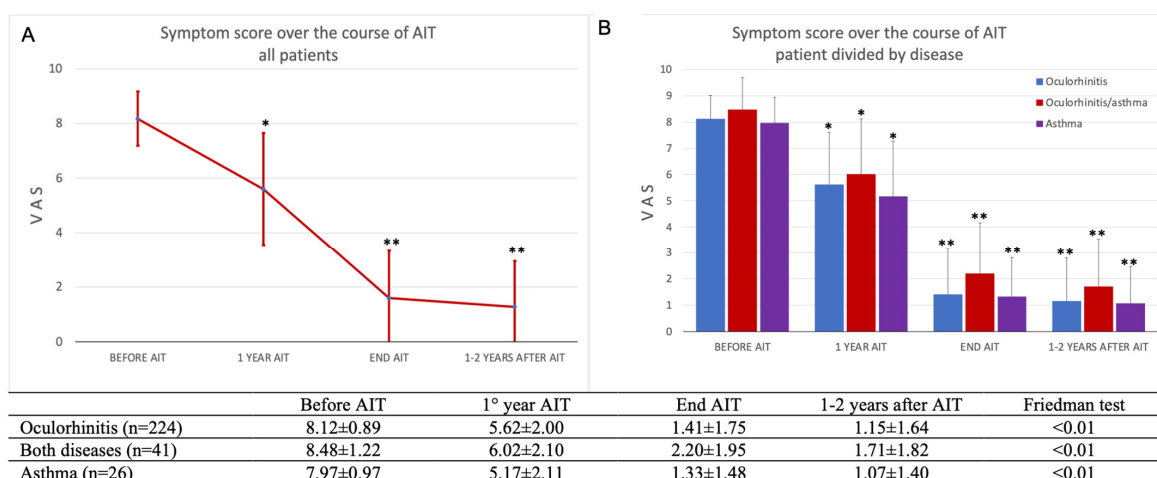 A
Symptom score over the course of AIT
all patients
10
8
6
4
2
0
VAS
*
**
**
BEFORE AIT
1 YEAR AIT
END AIT
1-2 YEARS AFTER AIT
B
Symptom score over the course of AIT
patient divided by disease
10
9
8
7
6
5
4
3
2
1
0
VAS
Oculorhinitis
Oculorhinitis/asthma
Asthma
* * *
** ** **
** ** **
BEFORE AIT
1 YEAR AIT
END AIT
1-2 YEARS AFTER AIT
Before AIT 1° year AIT End AIT 1-2 years after AIT Friedman test
Oculorhinitis (n=224) 8.12±0.89 5.62±2.00 1.41±1.75 1.15±1.64 <0.01
Both diseases (n=41) 8.48±1.22 6.02±2.10 2.20±1.95 1.71±1.82 <0.01
Asthma (n=26) 7.97±0.97 5.17±2.11 1.33±1.48 1.07±1.40 <0.01